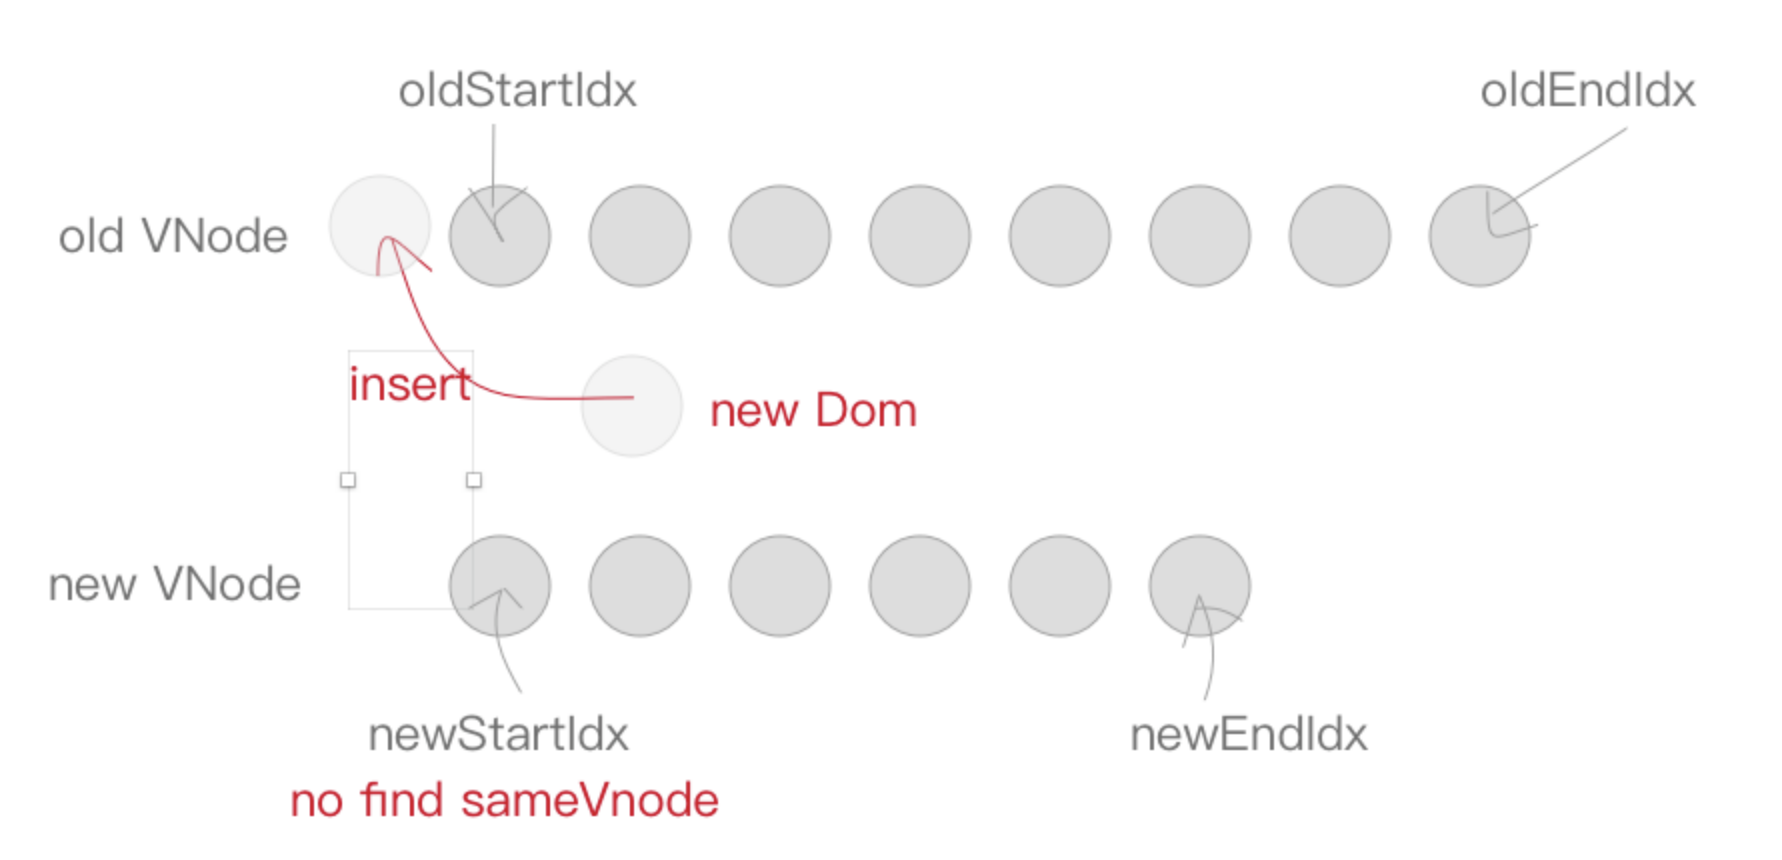 oldStartIdx
oldEndIdx
old VNode
insert
new Dom
new VNode
newStartIdx
newEndIdx
no find sameVnode